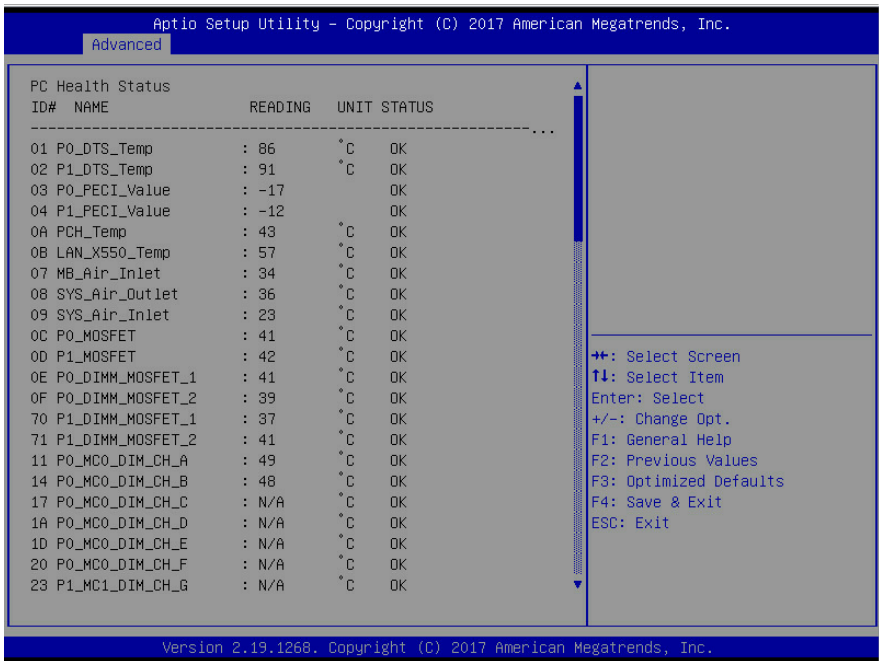 Aptio Setup Utility – Copyright (C) 2017 American Megatrends, Inc.
Advanced
PC Health Status
ID# NAME READING UNIT STATUS
------------------------------------------------------------...
01 P0_DTS_Temp : 86 °C OK
02 P1_DTS_Temp : 91 °C OK
03 P0_PECI_Value : -17 OK
04 P1_PECI_Value : -12 OK
0A PCH_Temp : 43 °C OK
0B LAN_X550_Temp : 57 °C OK
07 MB_Air_Inlet : 34 °C OK
08 SYS_Air_Outlet : 36 °C OK
09 SYS_Air_Inlet : 23 °C OK
0C P0_MOSFET : 41 °C OK
0D P1_MOSFET : 42 °C OK
0E P0_DIMM_MOSFET_1 : 41 °C OK
0F P0_DIMM_MOSFET_2 : 39 °C OK
70 P1_DIMM_MOSFET_1 : 37 °C OK
71 P1_DIMM_MOSFET_2 : 41 °C OK
11 P0_MC0_DIM_CH_A : 49 °C OK
14 P0_MC0_DIM_CH_B : 48 °C OK
17 P0_MC0_DIM_CH_C : N/A °C OK
1A P0_MC0_DIM_CH_D : N/A °C OK
1D P0_MC0_DIM_CH_E : N/A °C OK
20 P0_MC0_DIM_CH_F : N/A °C OK
23 P1_MC1_DIM_CH_G : N/A °C OK
→←: Select Screen
↑↓: Select Item
Enter: Select
+/-: Change Opt.
F1: General Help
F2: Previous Values
F3: Optimized Defaults
F4: Save & Exit
ESC: Exit
Version 2.19.1268. Copyright (C) 2017 American Megatrends, Inc.